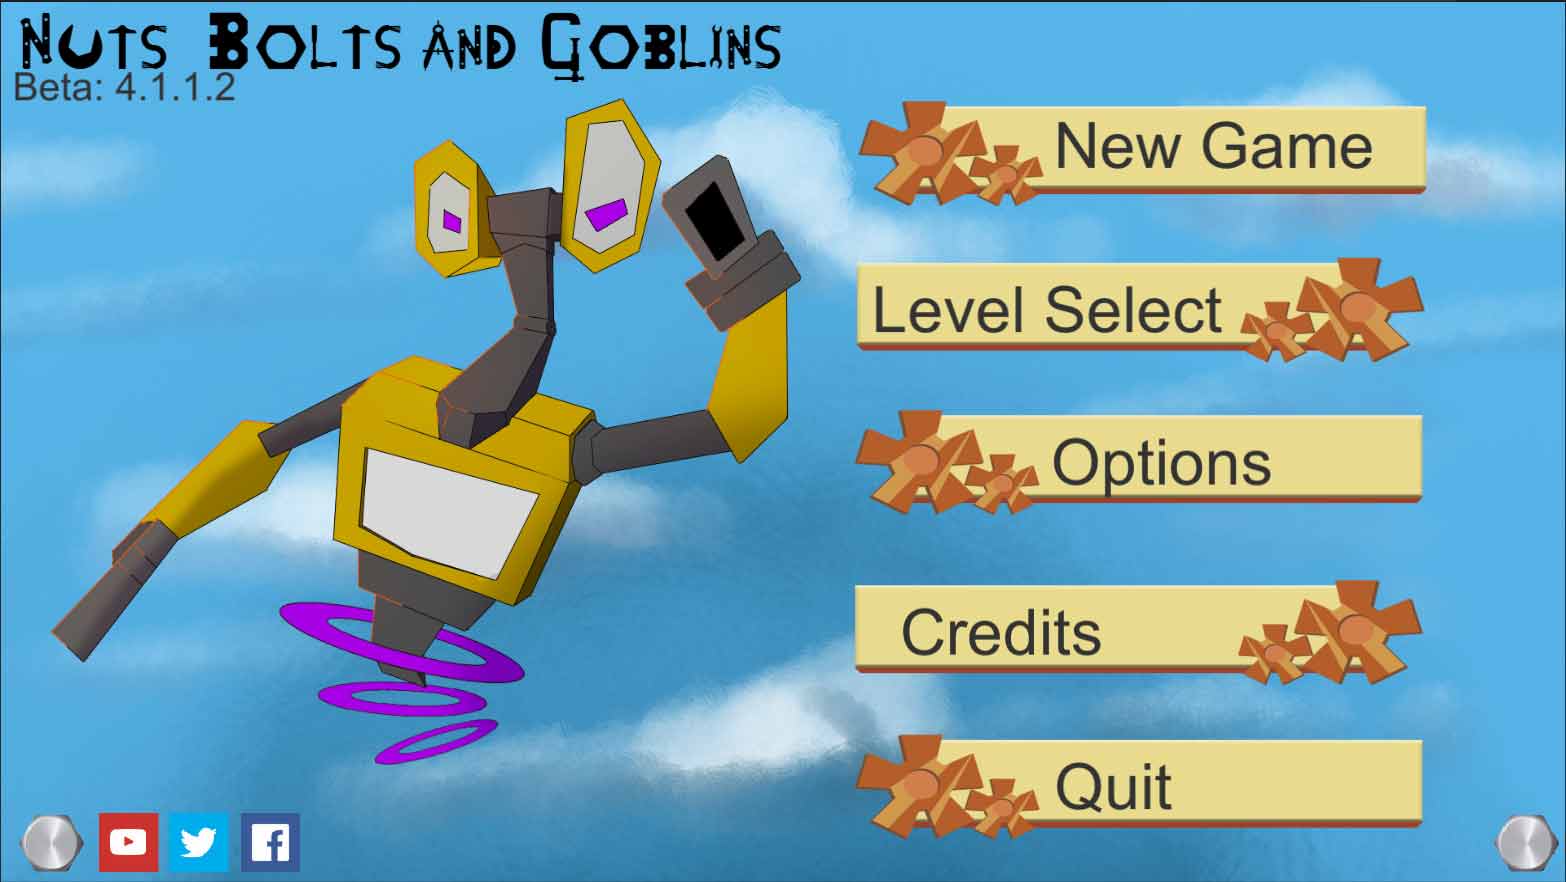 Nuts Bolts and Goblins
Beta: 4.1.1.2
New Game
Level Select
Options
Credits
Quit